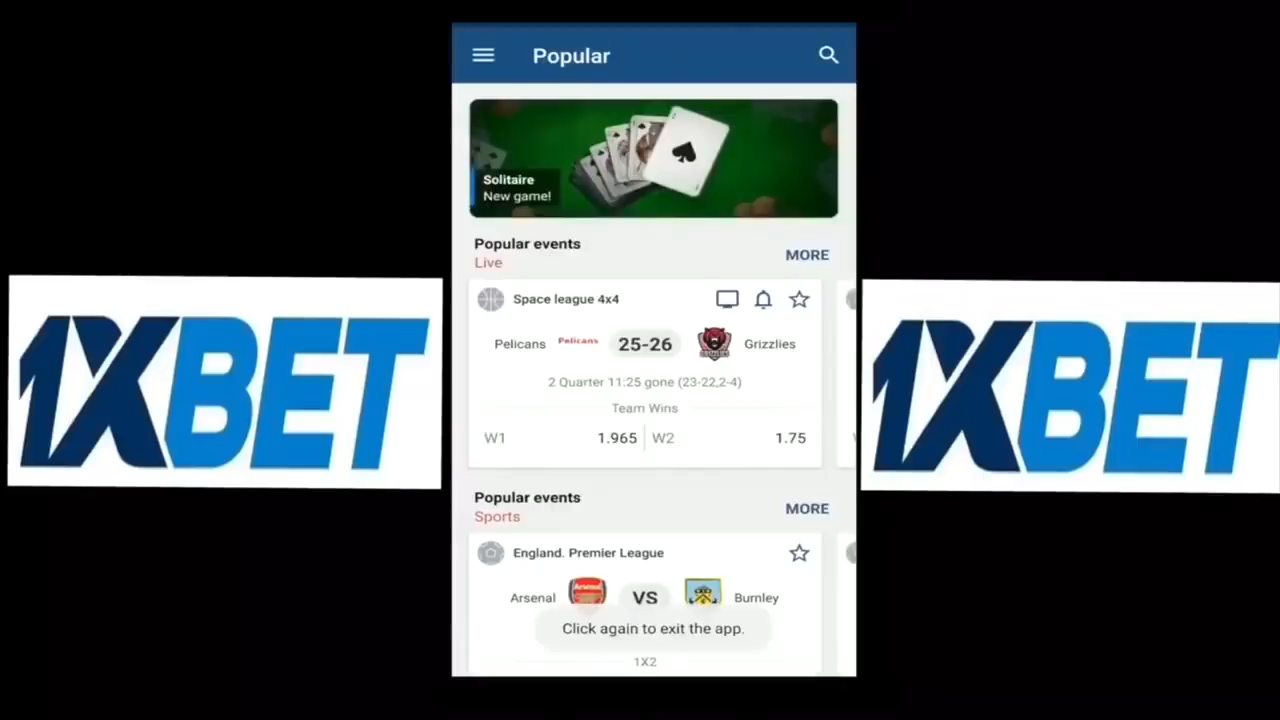 Popular
Solitaire
New game!
Popular events
Live
MORE
Space league 4x4
Pelicans Pelicans 25-26 Grizzlies
2 Quarter 11:25 gone (23-22,2-4)
Team Wins
W1 1.965 W2 1.75
1XBET
1XBET
Popular events
Sports
MORE
England. Premier League
Arsenal Arsenal VS Burnley
Click again to exit the app.
1X2